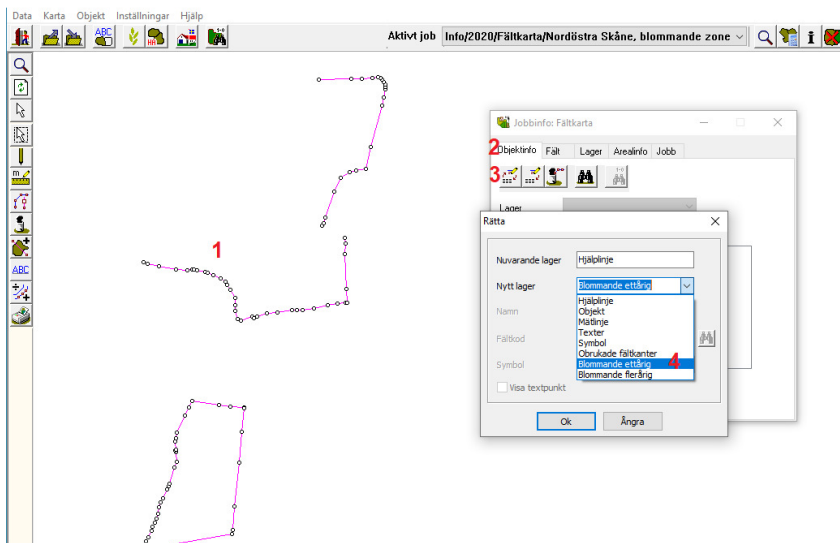 Data Karta Objekt Inställningar Hjälp
ABC
Aktivt job Info/2020/Fältkarta/Nordöstra Skåne, blommande zone
1
ABC
Jobbinfo: Fältkarta
2 Objektinfo Fält Lager Arealinfo Jobb
3
Lager
Rätta
Nuvarande lager Hjälplinje
Nytt lager Blommande ettårig
Hjälplinje
Objekt
Mätlinje
Texter
Symbol
Obrukade fältkanter
Blommande ettårig 4
Blommande flerårig
Namn
Fältkod
Symbol
Visa textpunkt
Ok Ångra